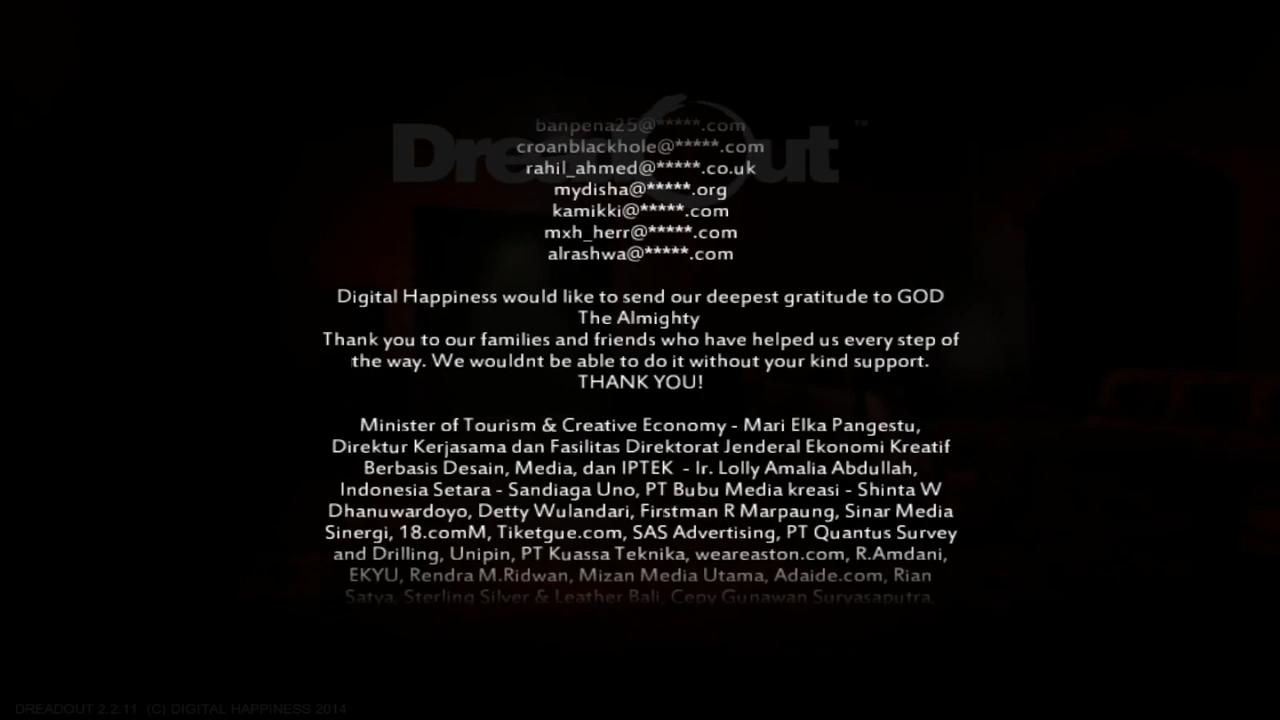 DreadOut™
banpena25@*****.com
croanblackhole@*****.com
rahil_ahmed@*****.co.uk
mydisha@*****.org
kamikki@*****.com
mxh_herr@*****.com
alrashwa@*****.com
Digital Happiness would like to send our deepest gratitude to GOD
The Almighty
Thank you to our families and friends who have helped us every step of
the way. We wouldnt be able to do it without your kind support.
THANK YOU!
Minister of Tourism & Creative Economy - Mari Elka Pangestu,
Direktur Kerjasama dan Fasilitas Direktorat Jenderal Ekonomi Kreatif
Berbasis Desain, Media, dan IPTEK - Ir. Lolly Amalia Abdullah,
Indonesia Setara - Sandiaga Uno, PT Bubu Media kreasi - Shinta W
Dhanuwardoyo, Detty Wulandari, Firstman R Marpaung, Sinar Media
Sinergi, 18.comM, Tiketgue.com, SAS Advertising, PT Quantus Survey
and Drilling, Unipin, PT Kuassa Teknika, weareaston.com, R.Amdani,
EKYU, Rendra M.Ridwan, Mizan Media Utama, Adaide.com, Rian
Satya, Sterling Silver & Leather Bali, Cepy Gunawan Suryasaputra,
DREADOUT 2.2.11 (C) DIGITAL HAPPINESS 2014